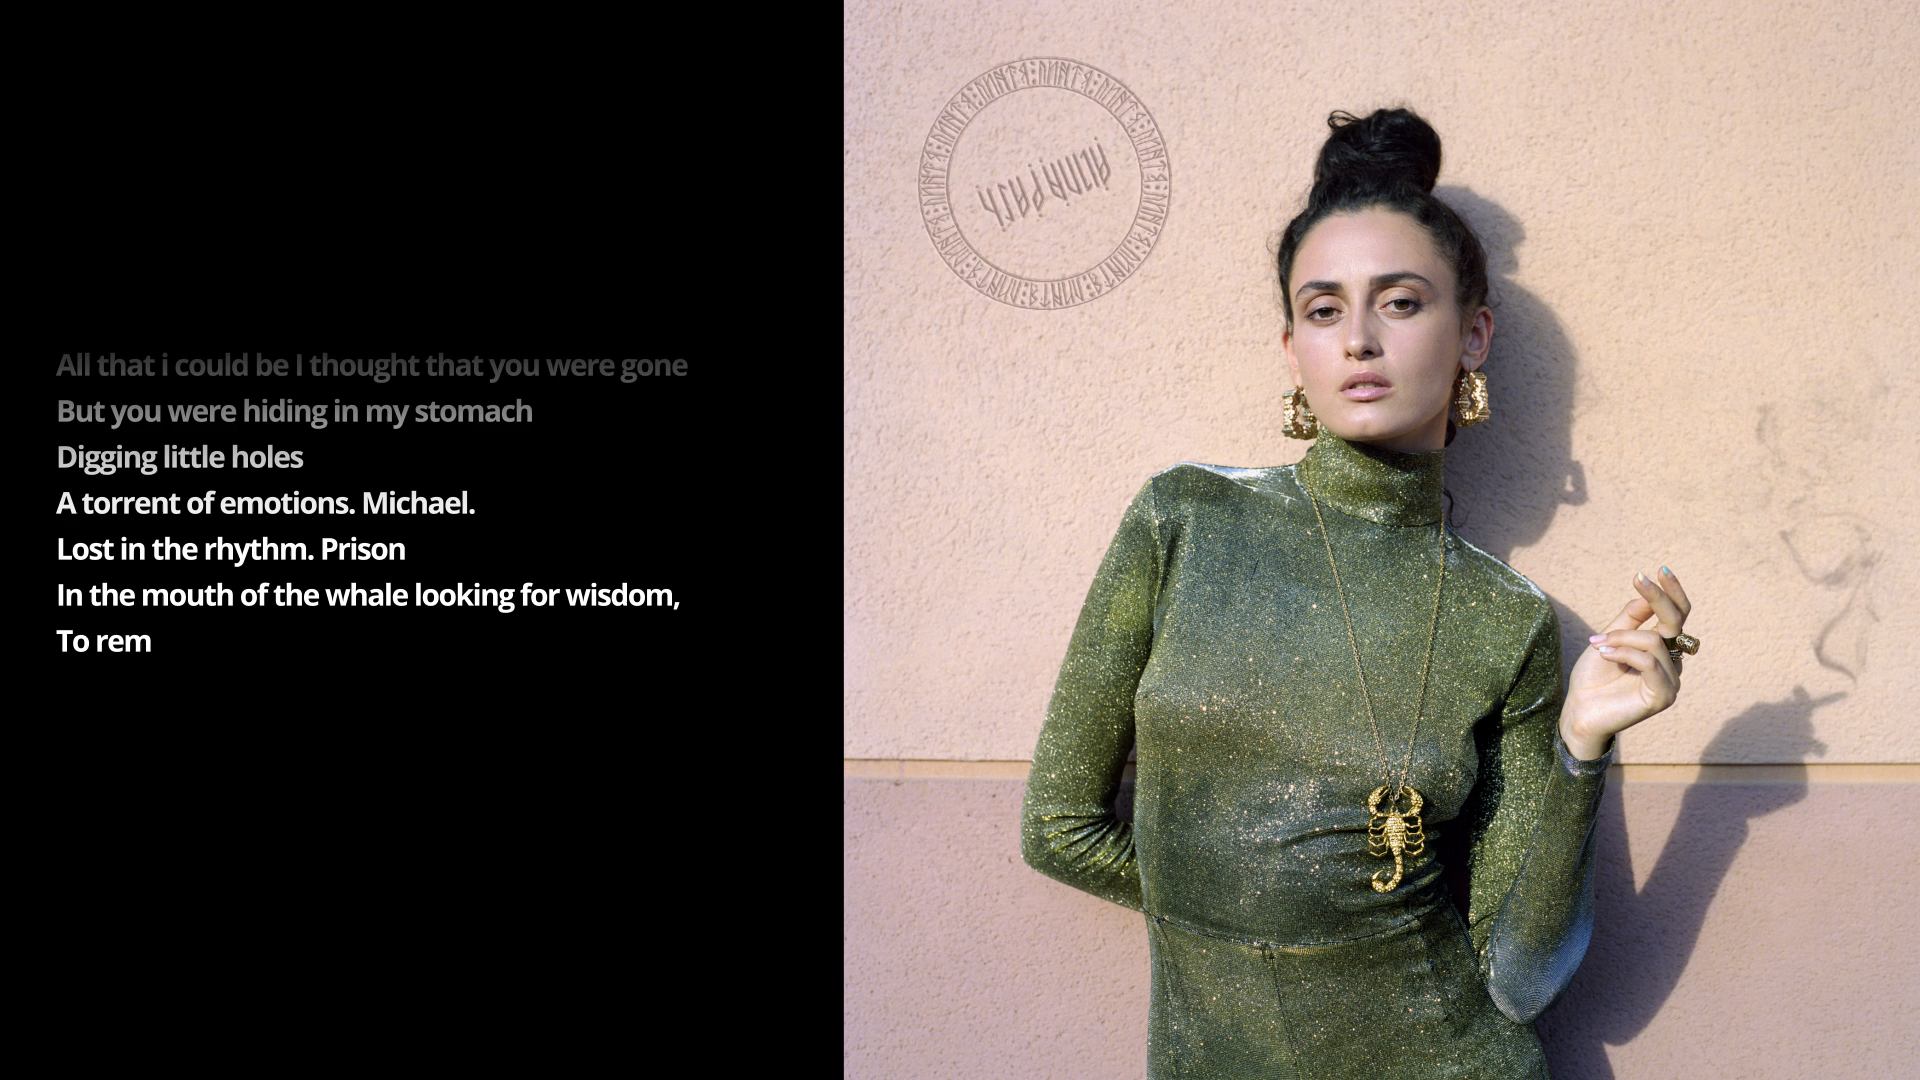 All that i could be I thought that you were gone
But you were hiding in my stomach
Digging little holes
A torrent of emotions. Michael.
Lost in the rhythm. Prison
In the mouth of the whale looking for wisdom,
To rem